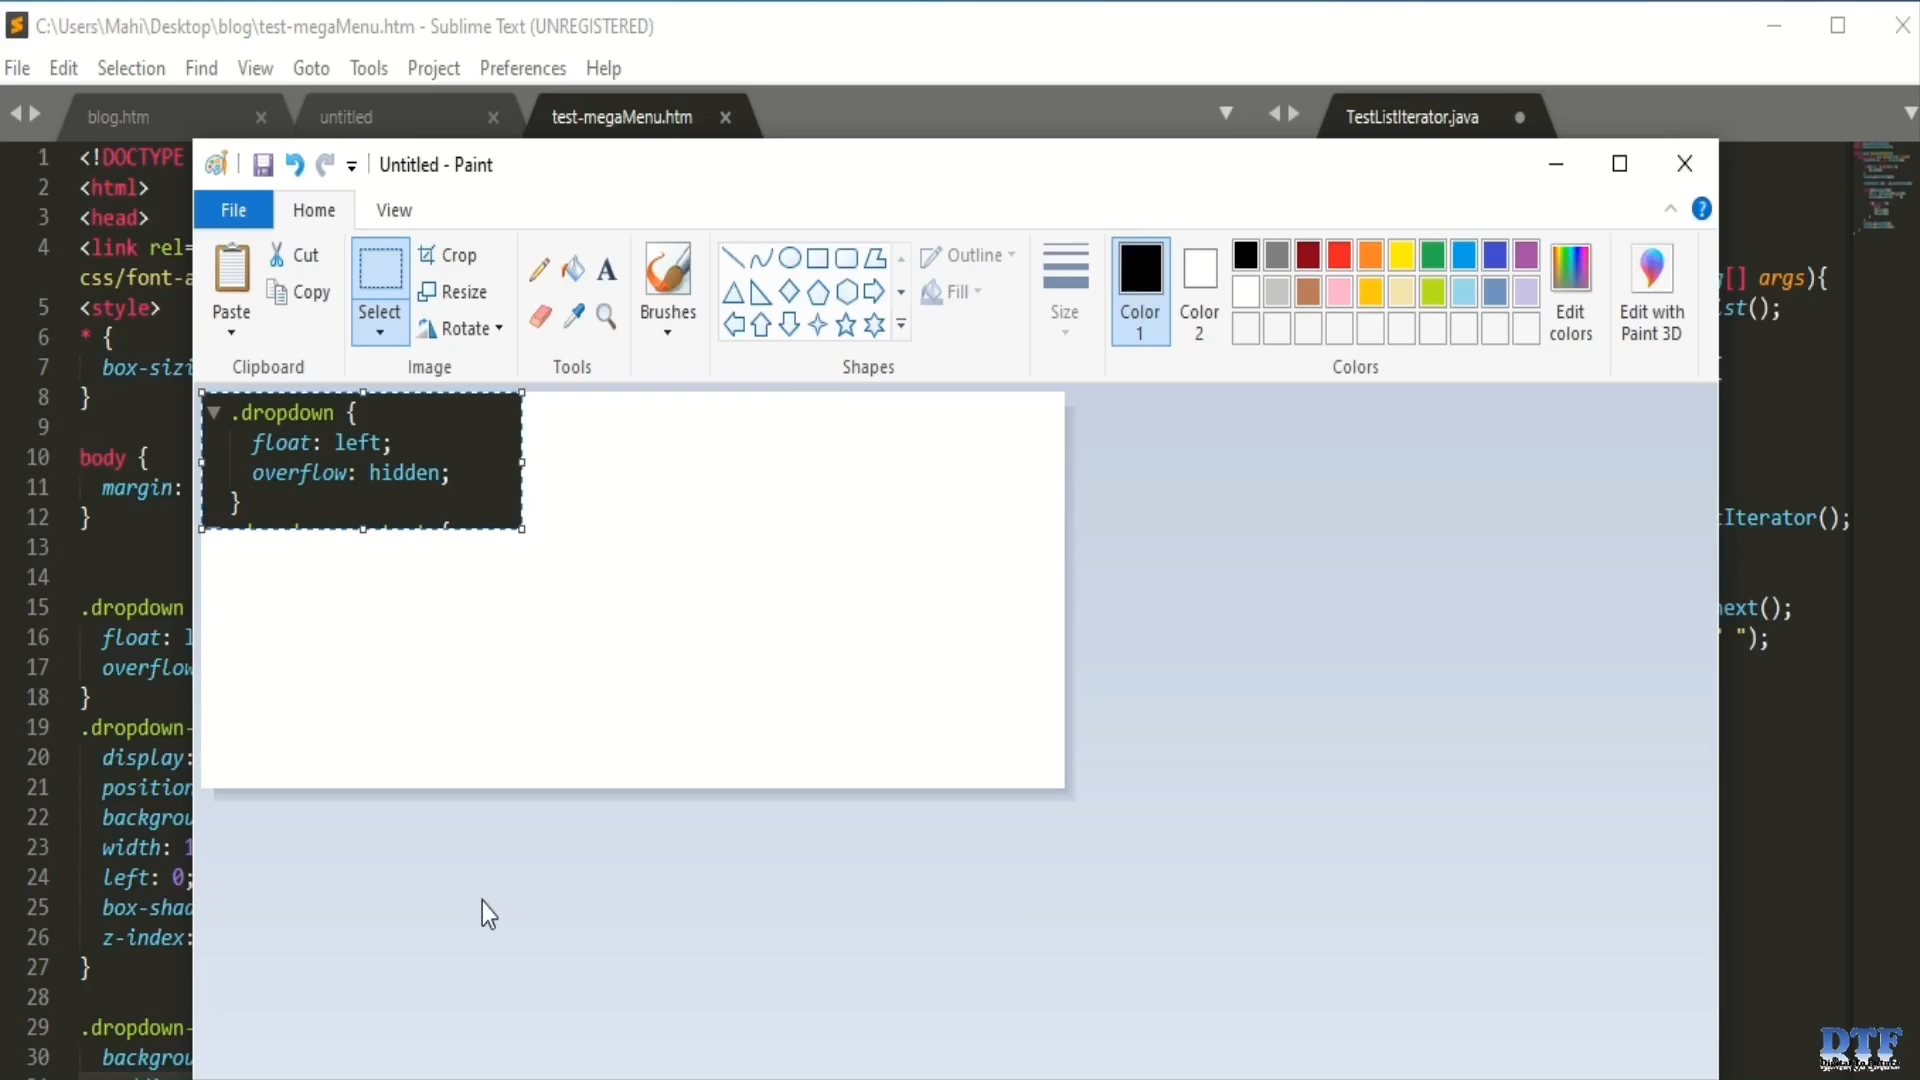 C:\Users\Mahi\Desktop\blog\test-megaMenu.htm - Sublime Text (UNREGISTERED)
File Edit Selection Find View Goto Tools Project Preferences Help
blog.htm untitled test-megaMenu.htm TestListIterator.java
Untitled - Paint
File Home View
Paste Cut Copy Clipboard
Select Crop Resize Rotate Image
Tools
Brushes
Shapes Outline Fill
Size
Color 1 Color 2 Edit colors Colors
Edit with Paint 3D
.dropdown {
float: left;
overflow: hidden;
}
1 <!DOCTYPE
2 <html>
3 <head>
4 <link rel=
css/font-a
5 <style>
6 * {
7 box-sizi
8 }
9
10 body {
11 margin:
12 }
13
14
15 .dropdown
16 float: l
17 overflow
18 }
19 .dropdown-
20 display:
21 position
22 backgrou
23 width: 1
24 left: 0;
25 box-shad
26 z-index:
27 }
28
29 .dropdown-
30 backgrou
[] args){
st();
tIterator();
next();
" ");
DTF